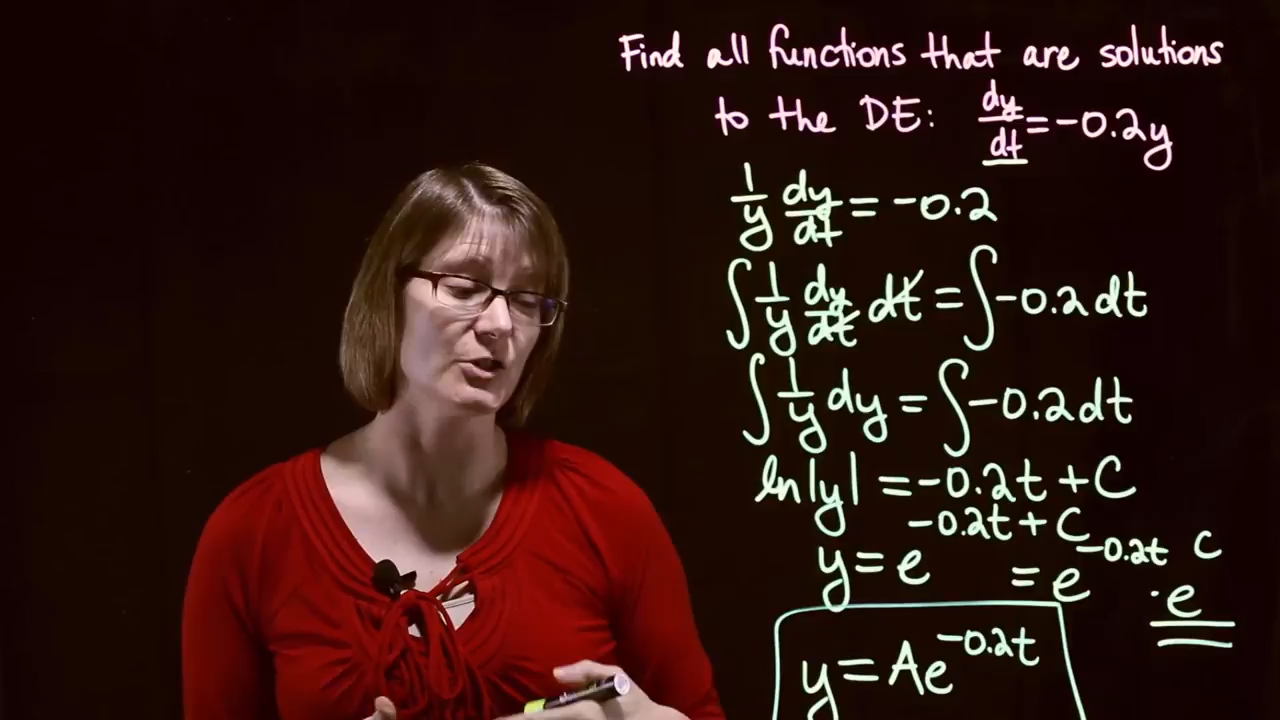 Find all functions that are solutions
to the DE: dy/dt = -0.2y
1/y dy/dt = -0.2
∫ 1/y dy/dt dt = ∫ -0.2 dt
∫ 1/y dy = ∫ -0.2 dt
ln|y| = -0.2t + C
y = e^(-0.2t + C) = e^(-0.2t) · e^C
y = Ae^(-0.2t)